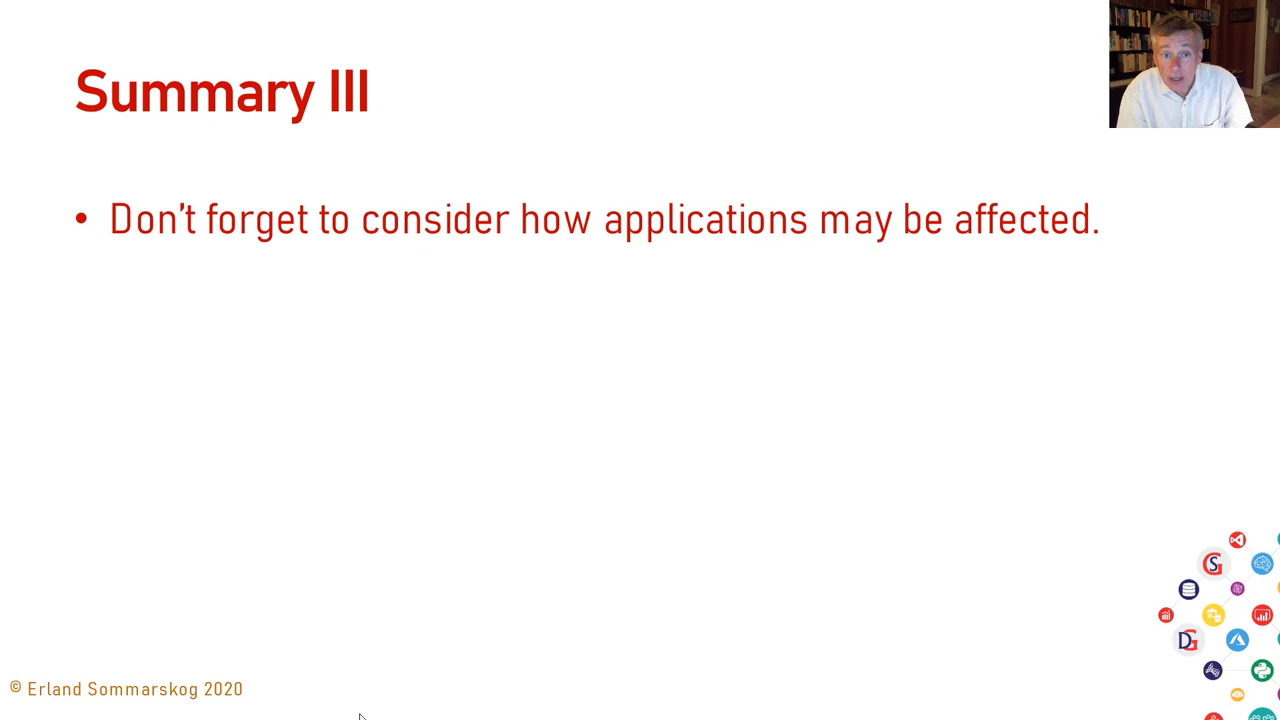 Summary III
• Don't forget to consider how applications may be affected.
© Erland Sommarskog 2020